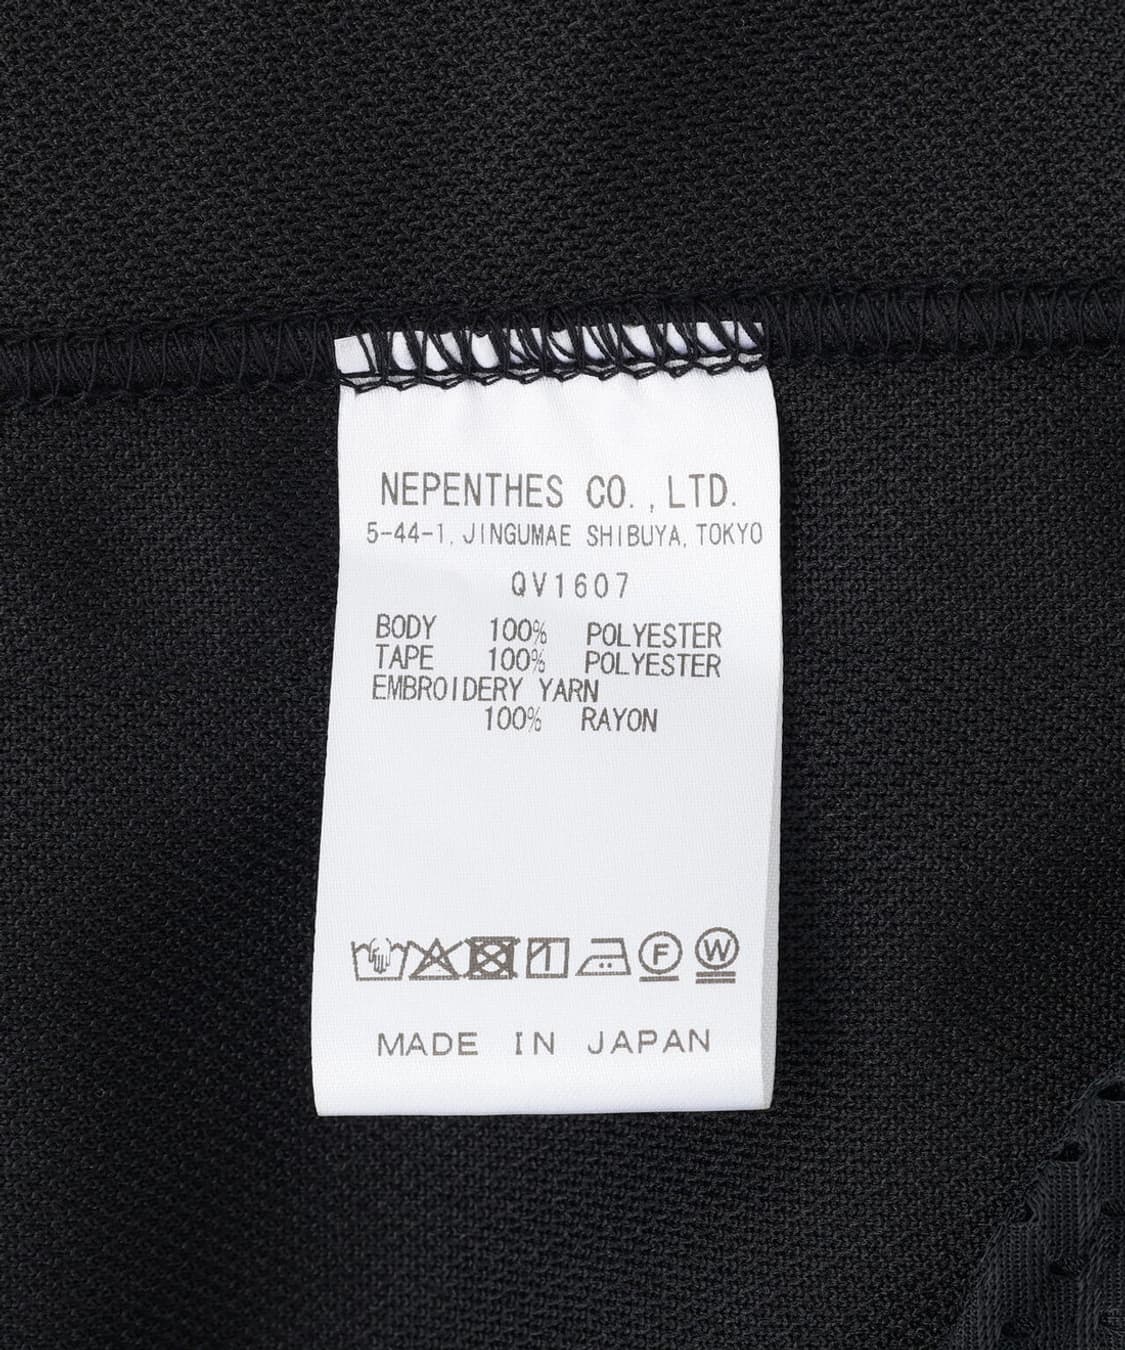 NEPENTHES CO.,LTD.
5-44-1, JINGUMAE SHIBUYA, TOKYO
QV1607
BODY 100% POLYESTER
TAPE 100% POLYESTER
EMBROIDERY YARN
100% RAYON
F W
MADE IN JAPAN